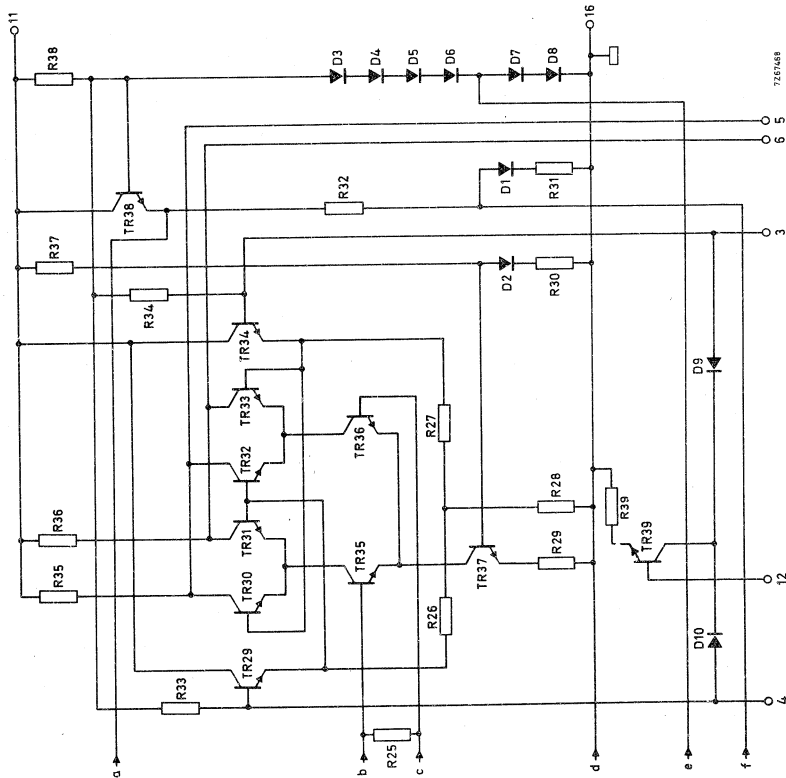 11
16
R38
D3
D4
D5
D6
D7
D8
7Z67468
5
6
TR38
R32
D1
R31
R37
R34
3
D2
R30
TR34
TR33
TR36
R27
D9
TR32
R28
R39
R36
TR31
TR39
R35
TR30
TR35
TR37
R29
12
R26
TR29
D10
R33
4
R25
a
b
c
d
e
f